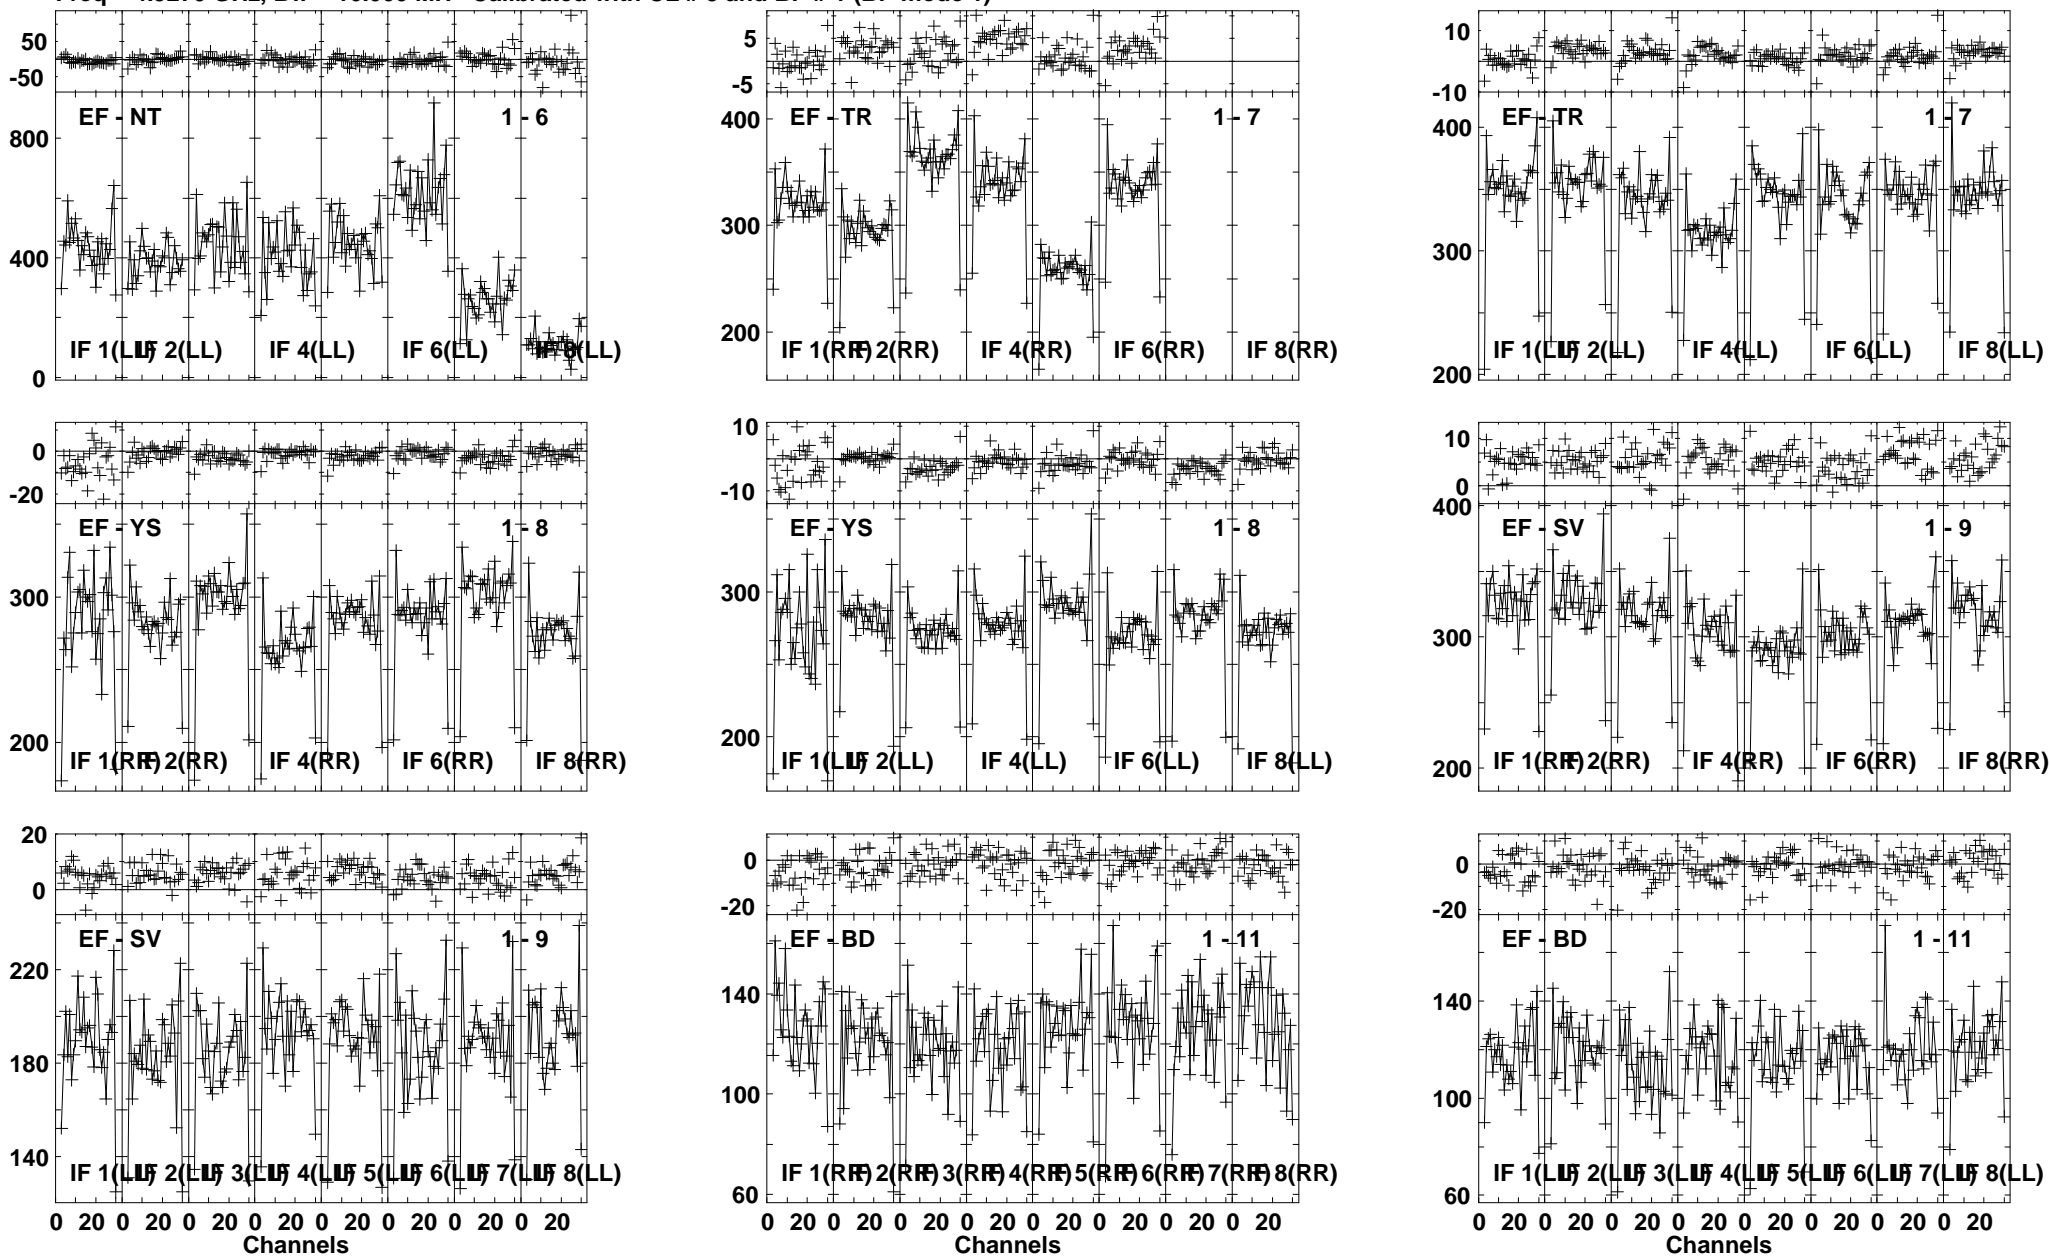 50
-50
EF - NT 1 - 6
800
400
0
IF 1(LL) IF 2(LL) IF 4(LL) IF 6(LL) IF 8(LL)
5
-5
EF - TR 1 - 7
400
300
200
IF 1(RR) IF 2(RR) IF 4(RR) IF 6(RR) IF 8(RR)
10
-10
EF - TR 1 - 7
400
300
200
IF 1(LL) IF 2(LL) IF 4(LL) IF 6(LL) IF 8(LL)
0
-20
EF - YS 1 - 8
300
200
IF 1(RR) IF 2(RR) IF 4(RR) IF 6(RR) IF 8(RR)
10
-10
EF - YS 1 - 8
300
200
IF 1(LL) IF 2(LL) IF 4(LL) IF 6(LL) IF 8(LL)
10
0
EF - SV 1 - 9
400
300
200
IF 1(RR) IF 2(RR) IF 4(RR) IF 6(RR) IF 8(RR)
20
0
EF - SV 1 - 9
220
180
140
IF 1(LL) IF 2(LL) IF 3(LL) IF 4(LL) IF 5(LL) IF 6(LL) IF 7(LL) IF 8(LL)
0 20 0 20 0 20 0 20 0 20 0 20 0 20 0 20
Channels
0
-20
EF - BD 1 - 11
140
100
60
IF 1(RR) IF 2(RR) IF 3(RR) IF 4(RR) IF 5(RR) IF 6(RR) IF 7(RR) IF 8(RR)
0 20 0 20 0 20 0 20 0 20 0 20 0 20 0 20
Channels
0
-20
EF - BD 1 - 11
140
100
60
IF 1(LL) IF 2(LL) IF 3(LL) IF 4(LL) IF 5(LL) IF 6(LL) IF 7(LL) IF 8(LL)
0 20 0 20 0 20 0 20 0 20 0 20 0 20 0 20
Channels